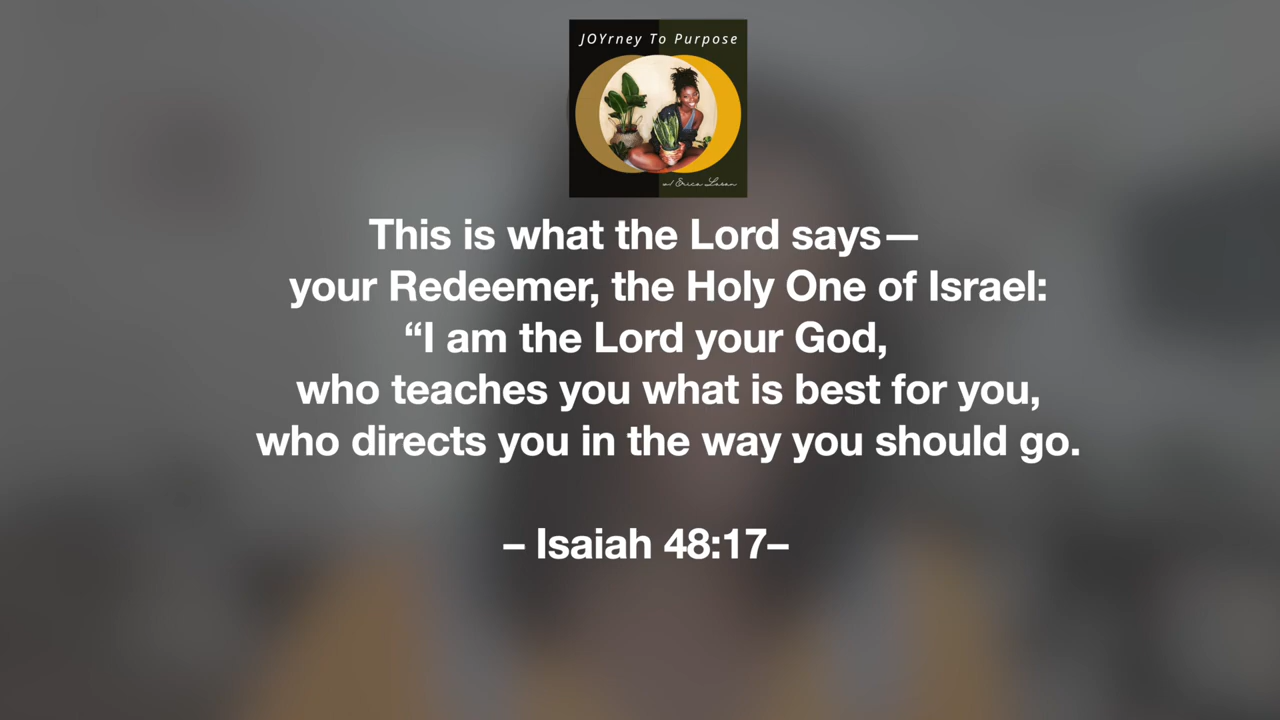 JOYrney To Purpose
w/ Erica Loran
This is what the Lord says—
your Redeemer, the Holy One of Israel:
“I am the Lord your God,
who teaches you what is best for you,
who directs you in the way you should go.
– Isaiah 48:17–